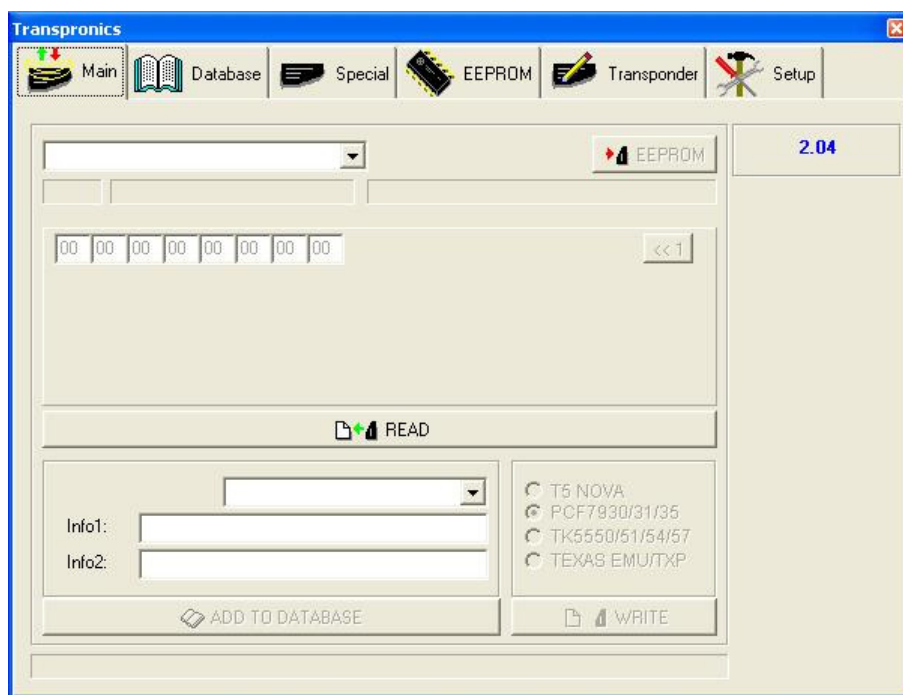 Transpronics
Main Database Special EEPROM Transponder Setup
EEPROM
2.04
00 00 00 00 00 00 00 00
<< 1
READ
T5 NOVA
PCF7930/31/35
TK5550/51/54/57
TEXAS EMU/TXP
Info1:
Info2:
ADD TO DATABASE
WRITE